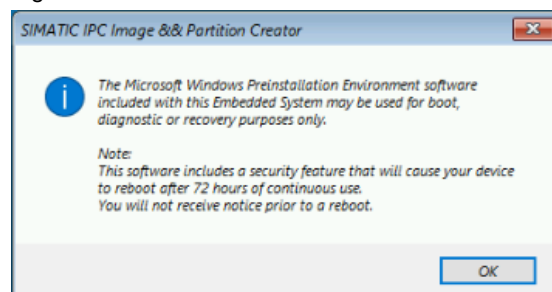 SIMATIC IPC Image && Partition Creator
The Microsoft Windows Preinstallation Environment software
included with this Embedded System may be used for boot,
diagnostic or recovery purposes only.
Note:
This software includes a security feature that will cause your device
to reboot after 72 hours of continuous use.
You will not receive notice prior to a reboot.
OK